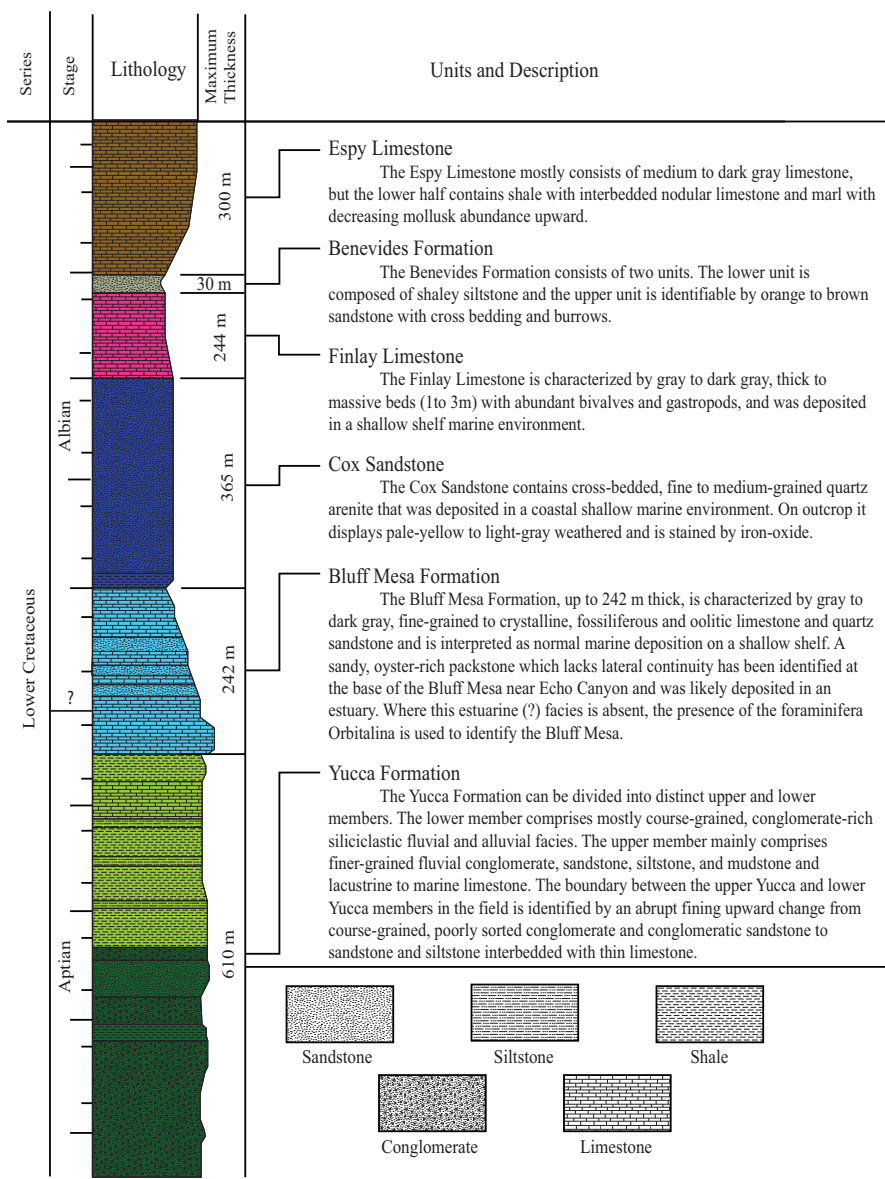 Series
Stage
Lithology
Maximum
Thickness
Units and Description
Lower Cretaceous
Albian
?
Aptian
300 m
30 m
244 m
365 m
242 m
610 m
Espy Limestone
The Espy Limestone mostly consists of medium to dark gray limestone,
but the lower half contains shale with interbedded nodular limestone and marl with
decreasing mollusk abundance upward.
Benevides Formation
The Benevides Formation consists of two units. The lower unit is
composed of shaley siltstone and the upper unit is identifiable by orange to brown
sandstone with cross bedding and burrows.
Finlay Limestone
The Finlay Limestone is characterized by gray to dark gray, thick to
massive beds (1to 3m) with abundant bivalves and gastropods, and was deposited
in a shallow shelf marine environment.
Cox Sandstone
The Cox Sandstone contains cross-bedded, fine to medium-grained quartz
arenite that was deposited in a coastal shallow marine environment. On outcrop it
displays pale-yellow to light-gray weathered and is stained by iron-oxide.
Bluff Mesa Formation
The Bluff Mesa Formation, up to 242 m thick, is characterized by gray to
dark gray, fine-grained to crystalline, fossiliferous and oolitic limestone and quartz
sandstone and is interpreted as normal marine deposition on a shallow shelf. A
sandy, oyster-rich packstone which lacks lateral continuity has been identified at
the base of the Bluff Mesa near Echo Canyon and was likely deposited in an
estuary. Where this estuarine (?) facies is absent, the presence of the foraminifera
Orbitalina is used to identify the Bluff Mesa.
Yucca Formation
The Yucca Formation can be divided into distinct upper and lower
members. The lower member comprises mostly course-grained, conglomerate-rich
siliciclastic fluvial and alluvial facies. The upper member mainly comprises
finer-grained fluvial conglomerate, sandstone, siltstone, and mudstone and
lacustrine to marine limestone. The boundary between the upper Yucca and lower
Yucca members in the field is identified by an abrupt fining upward change from
course-grained, poorly sorted conglomerate and conglomeratic sandstone to
sandstone and siltstone interbedded with thin limestone.
Sandstone
Siltstone
Shale
Conglomerate
Limestone